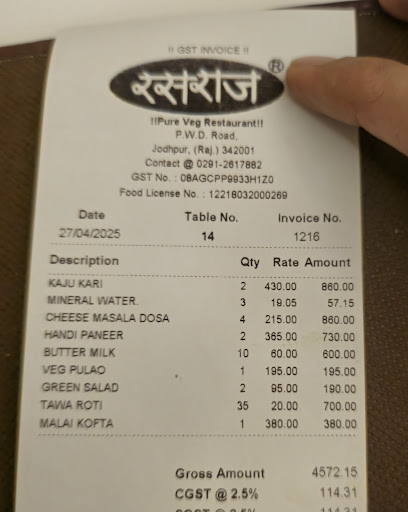 !! GST INVOICE !!
रसराज ®
!!Pure Veg Restaurant!!
P.W.D. Road,
Jodhpur, (Raj.) 342001
Contact @ 0291-2617882
GST No. : 08AGCPP9933H1Z0
Food License No. : 12218032000269
Date Table No. Invoice No.
27/04/2025 14 1216
Description Qty Rate Amount
KAJU KARI 2 430.00 860.00
MINERAL WATER. 3 19.05 57.15
CHEESE MASALA DOSA 4 215.00 860.00
HANDI PANEER 2 365.00 730.00
BUTTER MILK 10 60.00 600.00
VEG PULAO 1 195.00 195.00
GREEN SALAD 2 95.00 190.00
TAWA ROTI 35 20.00 700.00
MALAI KOFTA 1 380.00 380.00
Gross Amount 4572.15
CGST @ 2.5% 114.31